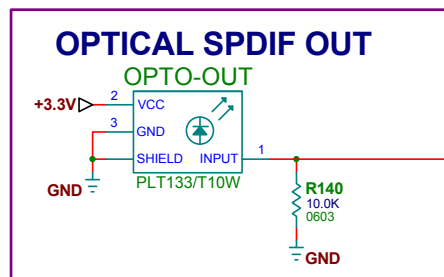 OPTICAL SPDIF OUT
OPTO-OUT
+3.3V
2
VCC
3
GND
SHIELD
INPUT
1
GND
PLT133/T10W
R140
10.0K
0603
GND